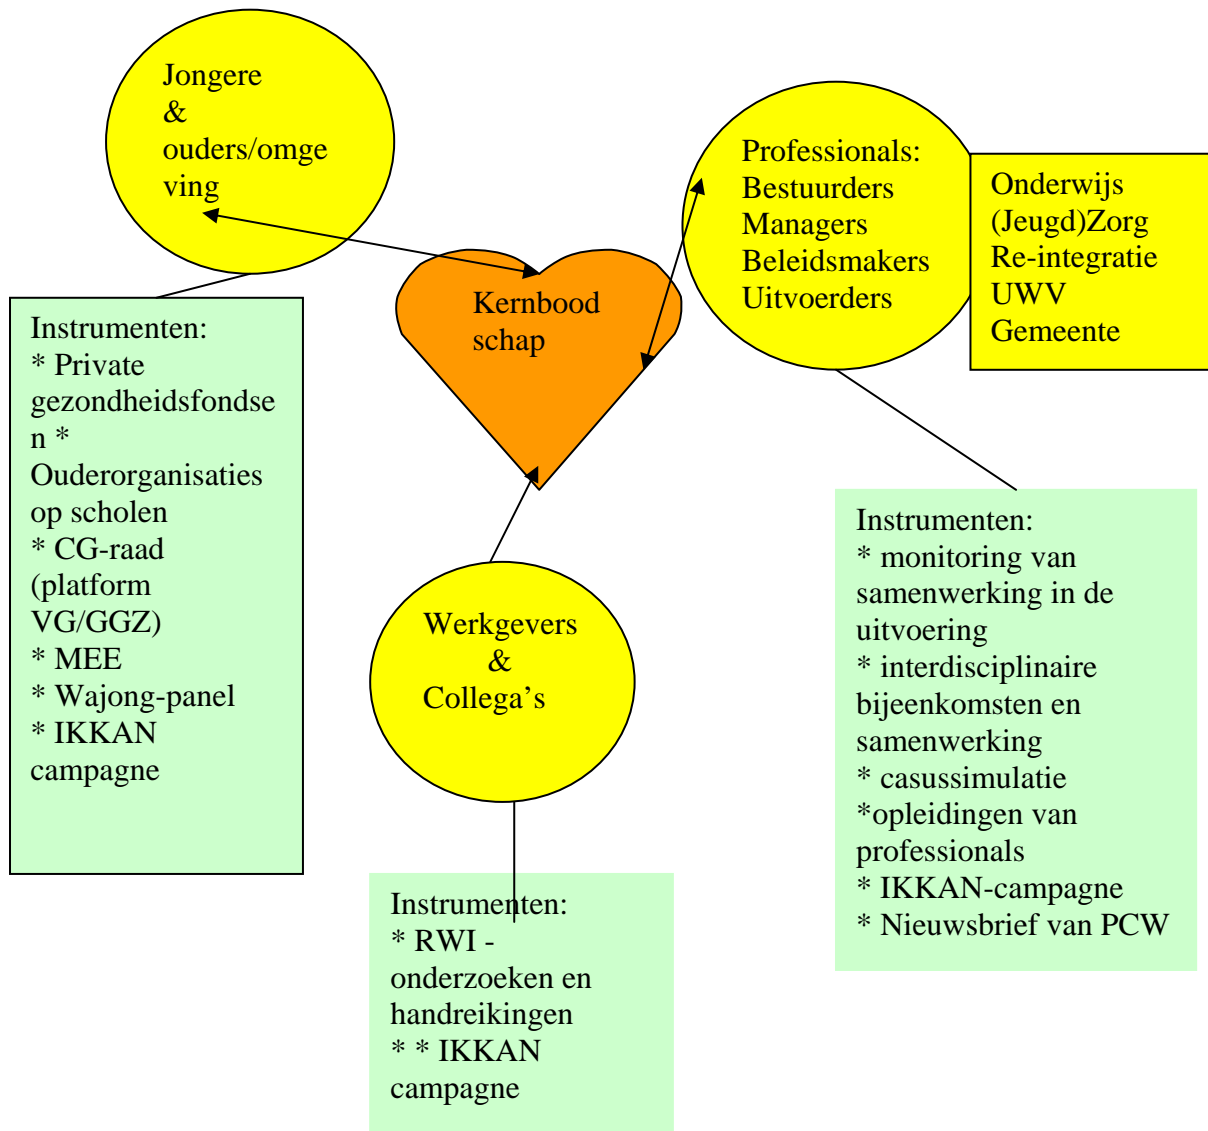 Jongere
&
ouders/omge
ving
Professionals:
Bestuurders
Managers
Beleidsmakers
Uitvoerders
Onderwijs
(Jeugd)Zorg
Re-integratie
UWV
Gemeente
Kernbood
schap
Instrumenten:
* Private
gezondheidsfondse
n *
Ouderorganisaties
op scholen
* CG-raad
(platform
VG/GGZ)
* MEE
* Wajong-panel
* IKKAN
campagne
Werkgevers
&
Collega’s
Instrumenten:
* monitoring van
samenwerking in de
uitvoering
* interdisciplinaire
bijeenkomsten en
samenwerking
* casussimulatie
*opleidingen van
professionals
* IKKAN-campagne
* Nieuwsbrief van PCW
Instrumenten:
* RWI -
onderzoeken en
handreikingen
* * IKKAN
campagne